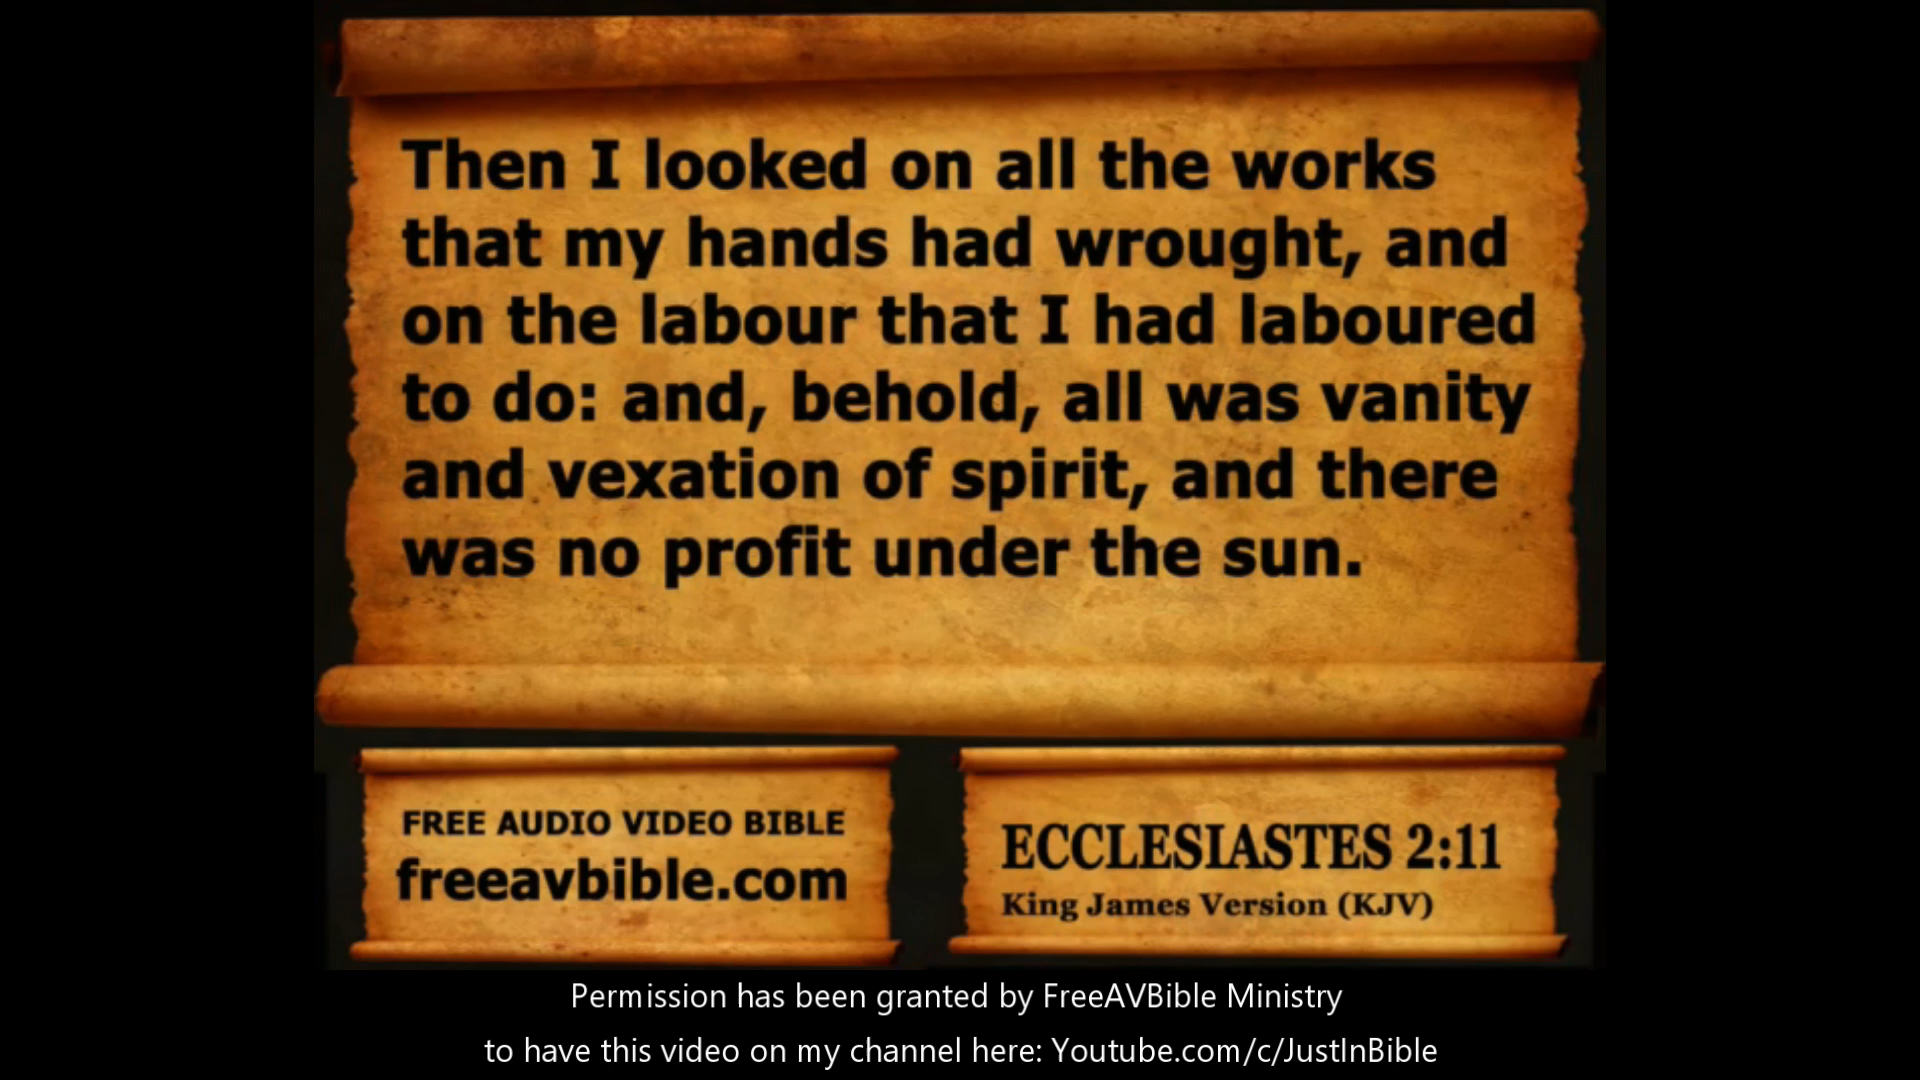 Then I looked on all the works
that my hands had wrought, and
on the labour that I had laboured
to do: and, behold, all was vanity
and vexation of spirit, and there
was no profit under the sun.
FREE AUDIO VIDEO BIBLE
freeavbible.com
ECCLESIASTES 2:11
King James Version (KJV)
Permission has been granted by FreeAVBible Ministry
to have this video on my channel here: Youtube.com/c/JustInBible